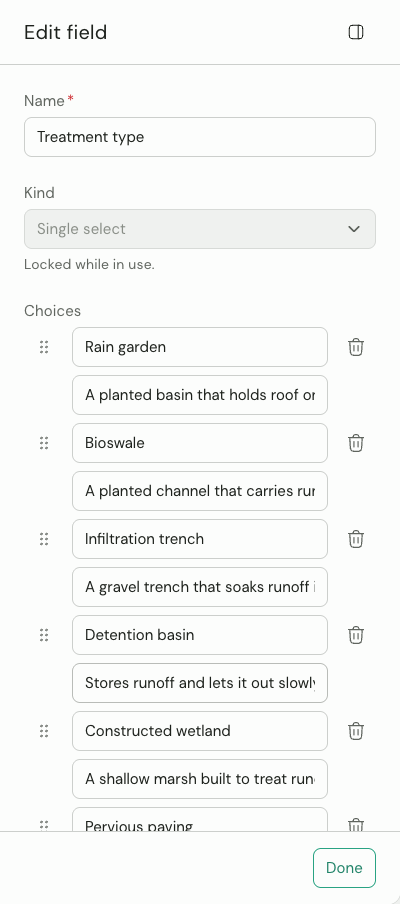 Edit field
Name*
Treatment type
Kind
Single select
Locked while in use.
Choices
Rain garden
A planted basin that holds roof or
Bioswale
A planted channel that carries
Infiltration trench
A gravel trench that soaks runoff
Detention basin
Stores runoff and lets it out slowly
Constructed wetland
A shallow marsh built to treat
Pervious paving
Done